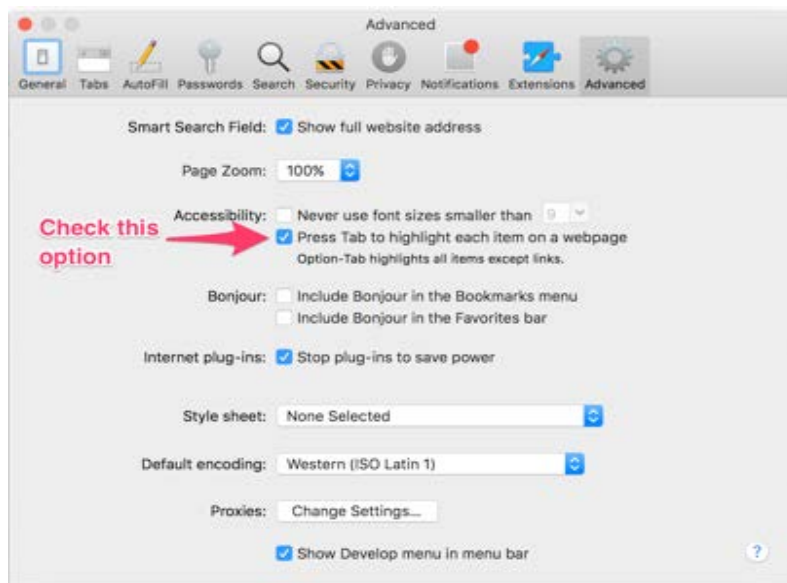 Advanced
General Tabs AutoFill Passwords Search Security Privacy Notifications Extensions Advanced
Smart Search Field: Show full website address
Page Zoom: 100%
Accessibility: Never use font sizes smaller than 9
Check this option
Press Tab to highlight each item on a webpage
Option-Tab highlights all items except links.
Bonjour: Include Bonjour in the Bookmarks menu
Include Bonjour in the Favorites bar
Internet plug-ins: Stop plug-ins to save power
Style sheet: None Selected
Default encoding: Western (ISO Latin 1)
Proxies: Change Settings...
Show Develop menu in menu bar
?